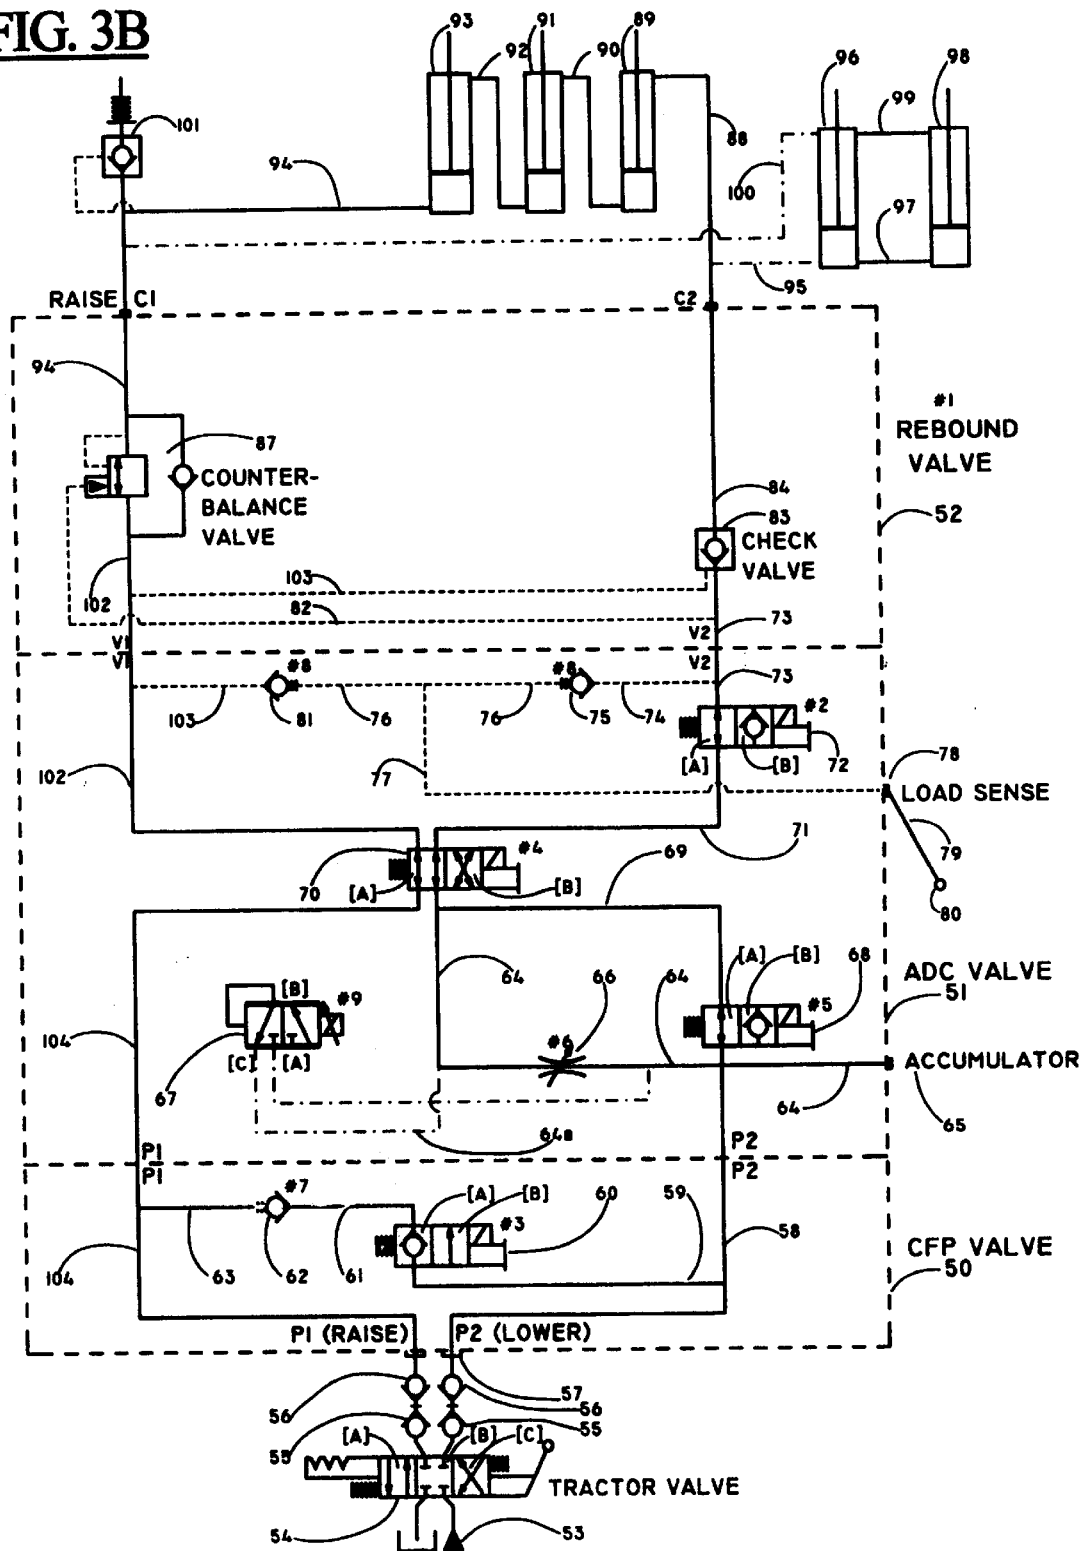 FIG. 3B
93
91
89
92
90
96
98
101
99
88
94
100
97
95
RAISE C1
C2
94
#1
REBOUND
VALVE
87
COUNTER-
BALANCE
VALVE
84
83
52
CHECK
VALVE
103
102
82
73
V1
V2
V1
V2
#8
#8
73
103
81
76
76
75
74
#2
[A]
[B]
72
77
78
102
LOAD SENSE
71
79
69
#4
70
[A]
[B]
80
[A]
[B]
68
64
66
64
ADC VALVE
51
[B]
#9
#5
104
#6
[C]
[A]
ACCUMULATOR
67
64
65
64a
P1
P2
P1
P2
#7
[A]
[B]
60
59
#3
58
CFP VALVE
50
104
63
62
61
P1 (RAISE)
P2 (LOWER)
57
56
56
55
55
[A]
[B]
[C]
TRACTOR VALVE
54
53